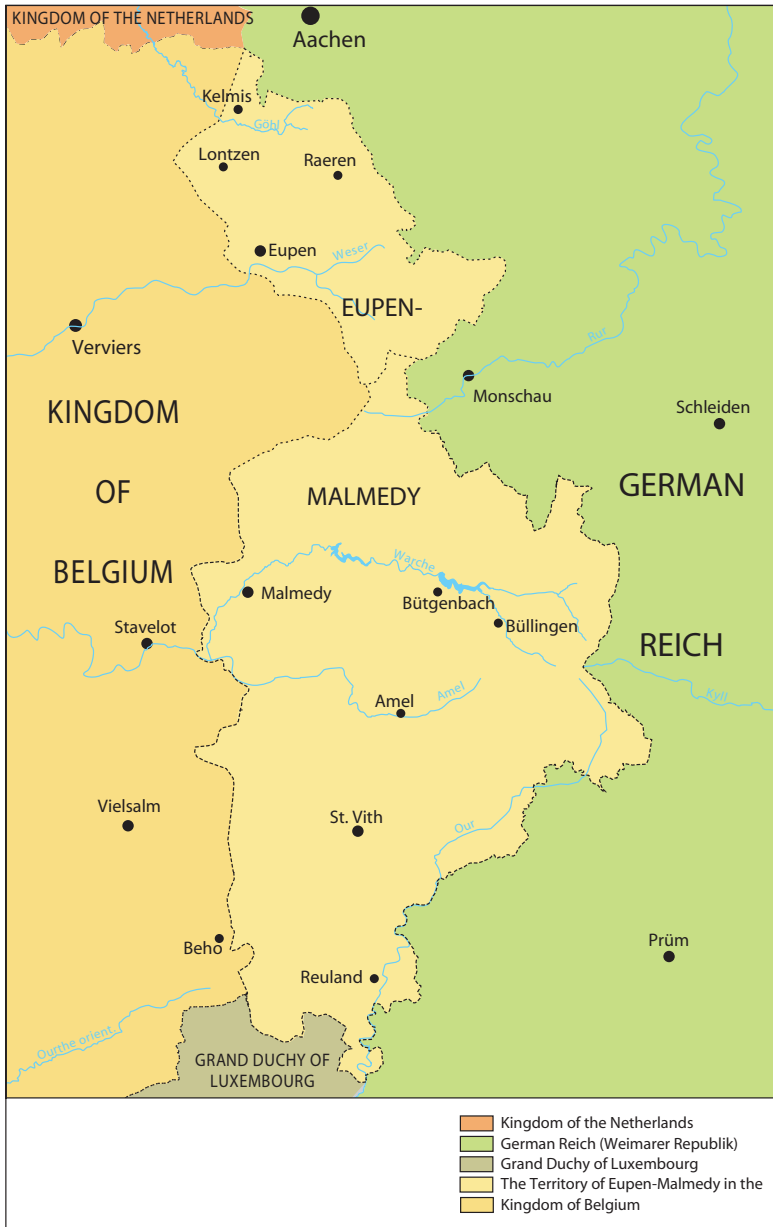 KINGDOM OF THE NETHERLANDS
Aachen
Kelmis
Göhl
Lontzen
Raeren
Eupen
Weser
EUPEN-
Verviers
Rur
Monschau
KINGDOM
OF
BELGIUM
Schleiden
MALMEDY
GERMAN
REICH
Warche
Malmedy
Bütgenbach
Büllingen
Stavelot
Amel
Amel
Kyll
Vielsalm
St. Vith
Our
Beho
Reuland
Prüm
Ourthe orient.
GRAND DUCHY OF
LUXEMBOURG
Kingdom of the Netherlands
German Reich (Weimarer Republik)
Grand Duchy of Luxembourg
The Territory of Eupen-Malmedy in the
Kingdom of Belgium